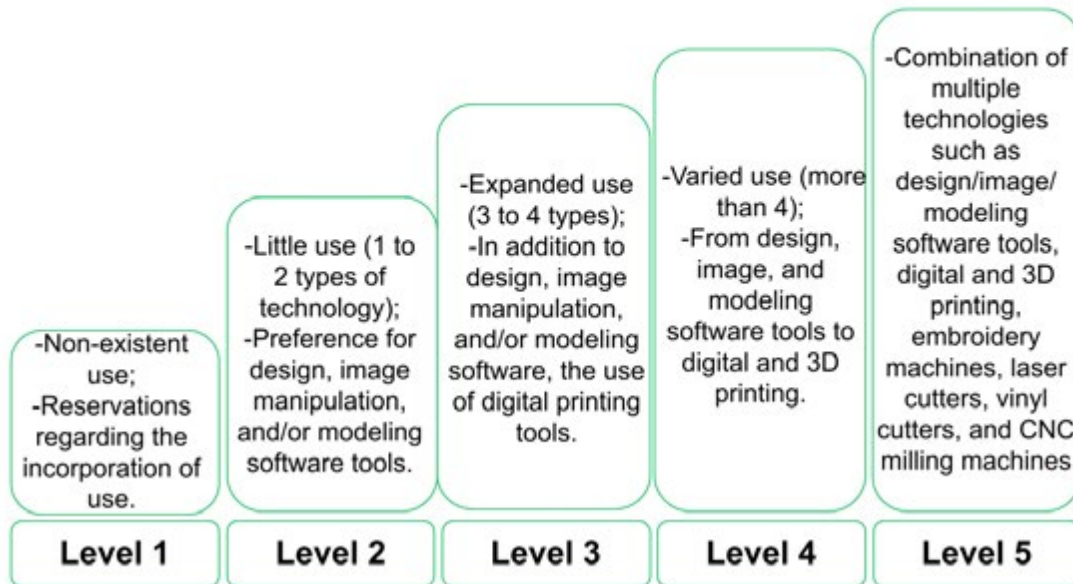 -Non-existent
use;
-Reservations
regarding the
incorporation of
use.
Level 1
-Little use (1 to
2 types of
technology);
-Preference for
design, image
manipulation,
and/or modeling
software tools.
Level 2
-Expanded use
(3 to 4 types);
-In addition to
design, image
manipulation,
and/or modeling
software, the use
of digital printing
tools.
Level 3
-Varied use (more
than 4);
-From design,
image, and
modeling
software tools to
digital and 3D
printing.
Level 4
-Combination of
multiple
technologies
such as
design/image/
modeling
software tools,
digital and 3D
printing,
embroidery
machines, laser
cutters, vinyl
cutters, and CNC
milling machines
Level 5